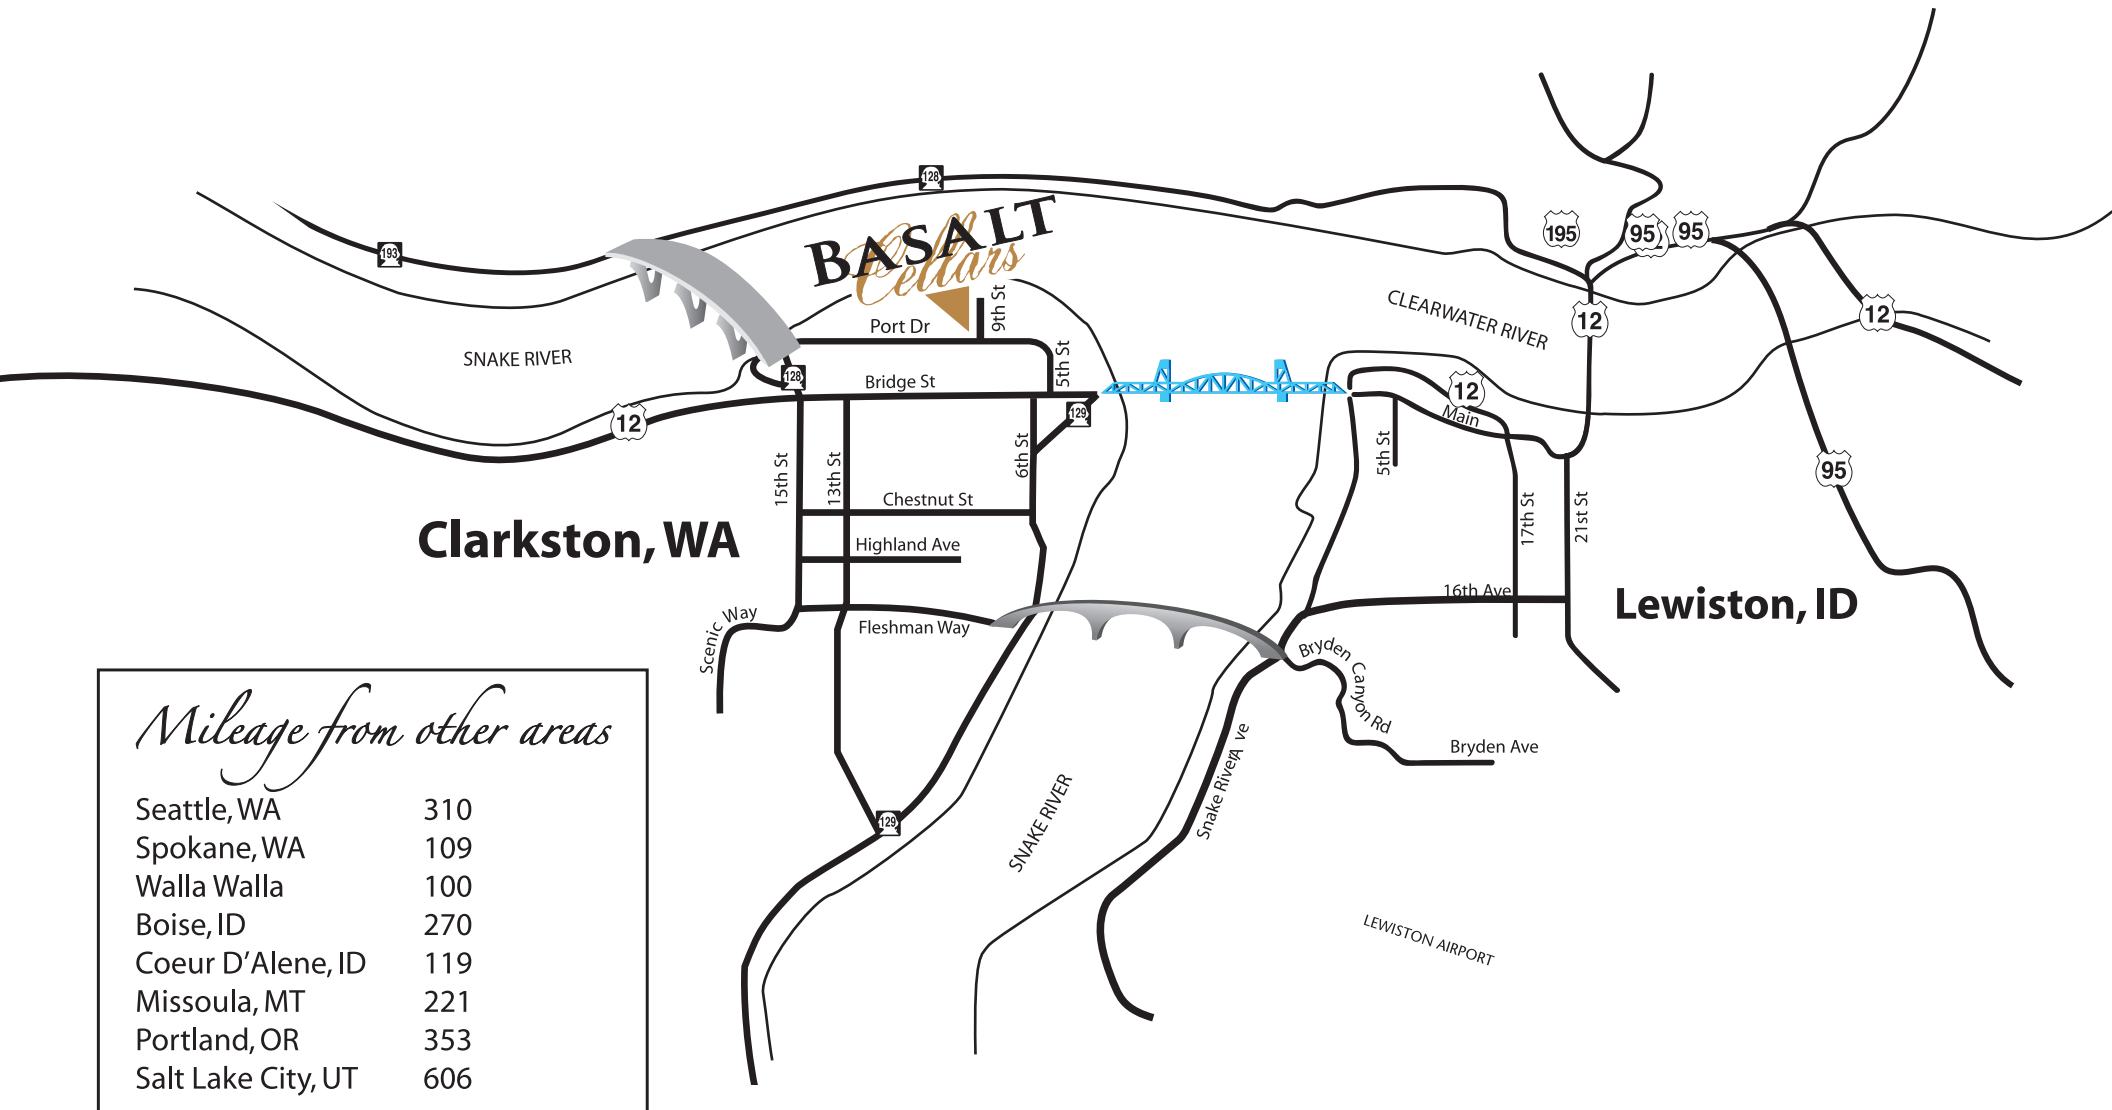 128
193
BASALT
Cellars
195
95
95
9th St
Port Dr
CLEARWATER RIVER
12
12
SNAKE RIVER
5th St
128
Bridge St
12
12
129
Main
15th St
13th St
6th St
5th St
95
Chestnut St
17th St
21st St
Clarkston, WA
Highland Ave
16th Ave
Lewiston, ID
Scenic Way
Fleshman Way
Bryden Canyon Rd
Bryden Ave
Snake River A ve
SNAKE RIVER
129
LEWISTON AIRPORT
Mileage from other areas
Seattle, WA 310
Spokane, WA 109
Walla Walla 100
Boise, ID 270
Coeur D'Alene, ID 119
Missoula, MT 221
Portland, OR 353
Salt Lake City, UT 606